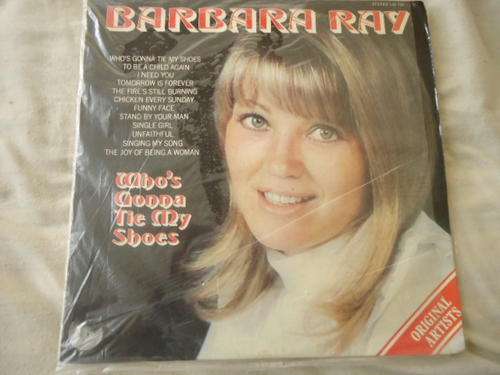 BARBARA RAY
WHO'S GONNA TIE MY SHOES
TO BE A CHILD AGAIN
I NEED YOU
TOMORROW IS FOREVER
THE FIRE'S STILL BURNING
CHICKEN EVERY SUNDAY
FUNNY FACE
STAND BY YOUR MAN
SINGLE GIRL
UNFAITHFUL
SINGING MY SONG
THE JOY OF BEING A WOMAN
Who's
Gonna
Tie My
Shoes
ORIGINAL
ARTISTS